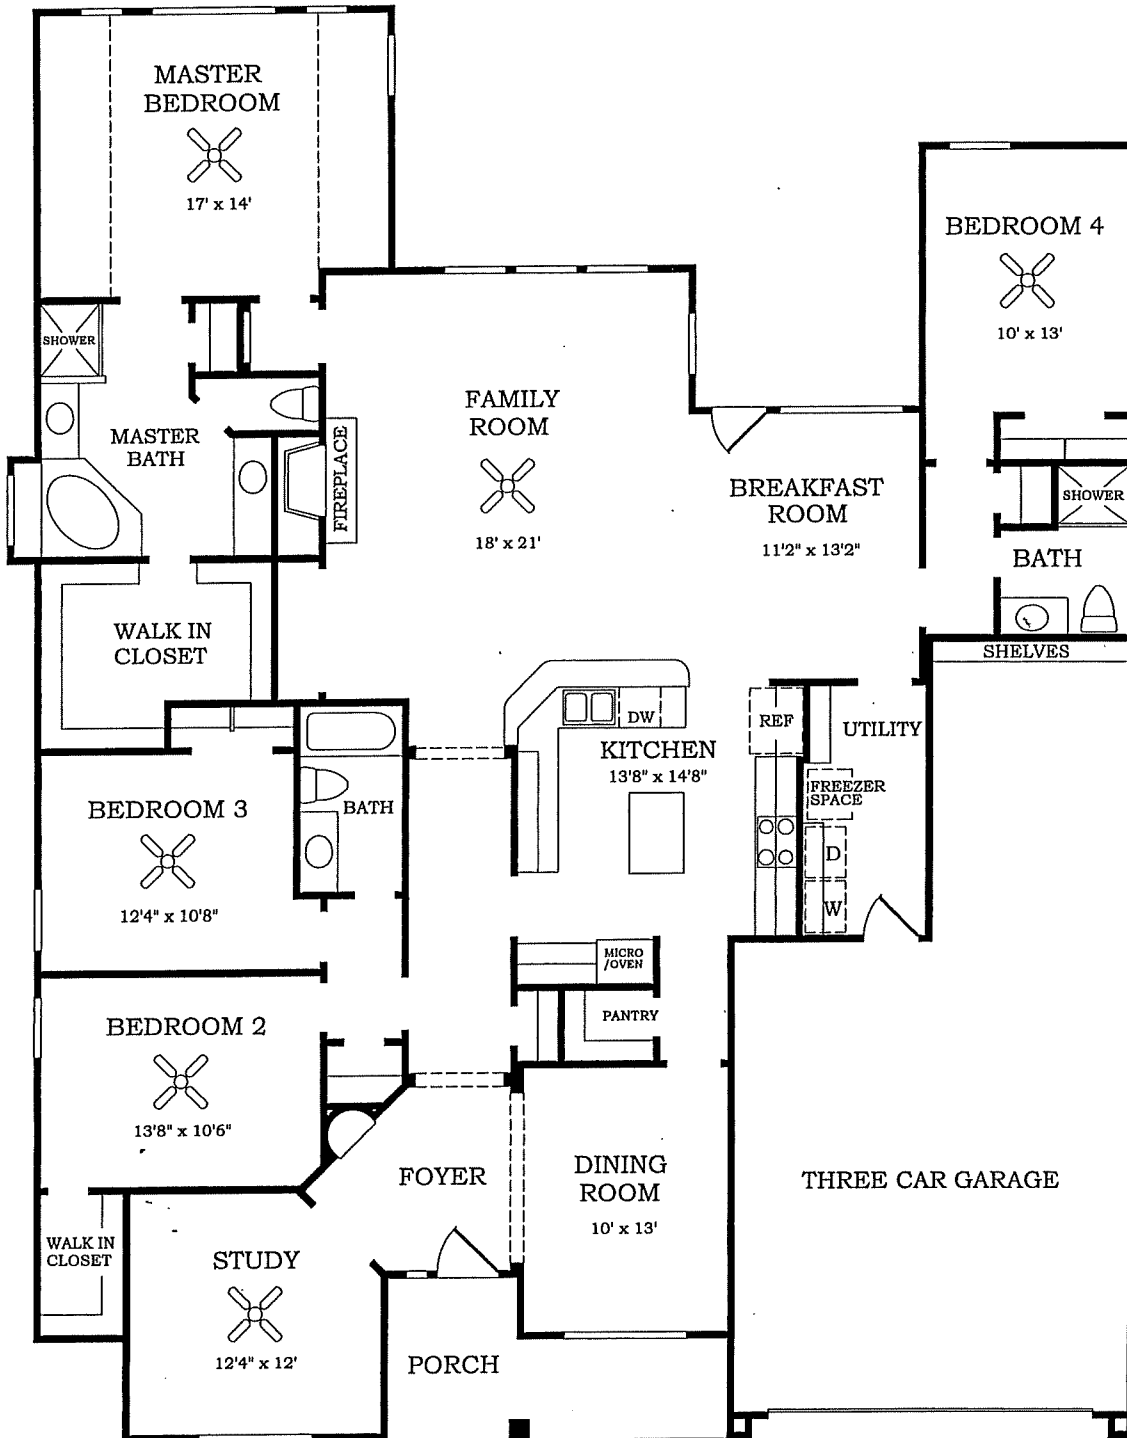 MASTER
BEDROOM
17' x 14'
BEDROOM 4
10' x 13'
SHOWER
MASTER
BATH
FIREPLACE
FAMILY
ROOM
18' x 21'
BREAKFAST
ROOM
11'2" x 13'2"
SHOWER
BATH
WALK IN
CLOSET
SHELVES
DW
REF
UTILITY
KITCHEN
13'8" x 14'8"
FREEZER
SPACE
D
W
BEDROOM 3
12'4" x 10'8"
BATH
MICRO
/OVEN
PANTRY
BEDROOM 2
13'8" x 10'6"
FOYER
DINING
ROOM
10' x 13'
THREE CAR GARAGE
WALK IN
CLOSET
STUDY
12'4" x 12'
PORCH